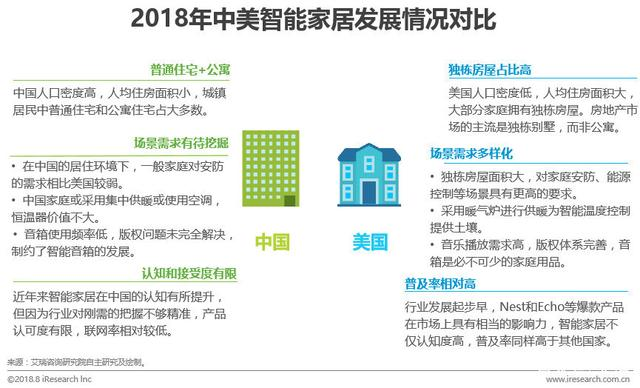 2018年中美智能家居发展情况对比
普通住宅+公寓
中国人口密度高，人均住房面积小，城镇
居民中普通住宅和公寓住宅占大多数。
场景需求有待挖掘
• 在中国的居住环境下，一般家庭对安防
的需求相比美国较弱。
• 中国家庭或采用集中供暖或使用空调，
恒温器价值不大。
• 音箱使用频率低，版权问题未完全解决，
制约了智能音箱的发展。
认知和接受度有限
近年来智能家居在中国的认知有所提升，
但因为行业对刚需的把握不够精准，产品
认可度有限，联网率相对较低。
中国
美国
独栋房屋占比高
美国人口密度低，人均住房面积大，
大部分家庭拥有独栋房屋。房地产市
场的主流是独栋别墅，而非公寓。
场景需求多样化
• 独栋房屋面积大，对家庭安防、能源
控制等场景具有更高的要求。
• 采用暖气炉进行供暖为智能温度控制
提供土壤。
• 音乐播放需求高，版权体系完善，音
箱是必不可少的家庭用品。
普及率相对高
行业发展起步早，Nest和Echo等爆款产品
在市场上具有相当的影响力，智能家居不
仅认知度高，普及率同样高于其他国家。
来源：艾瑞咨询研究院自主研究及绘制。
©2018.8 iResearch Inc
www.iresearch.com.cn